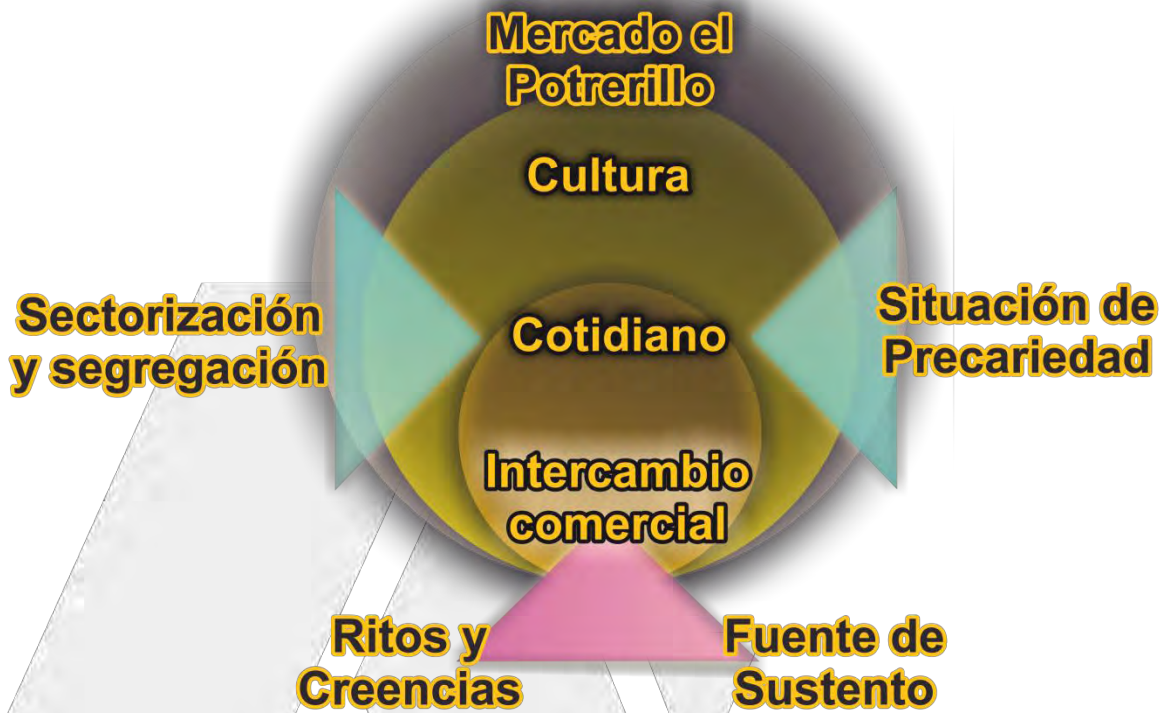 Mercado el
Potrerillo
Cultura
Sectorización
y segregación
Cotidiano
Situación de
Precariedad
Intercambio
comercial
Ritos y
Creencias
Fuente de
Sustento